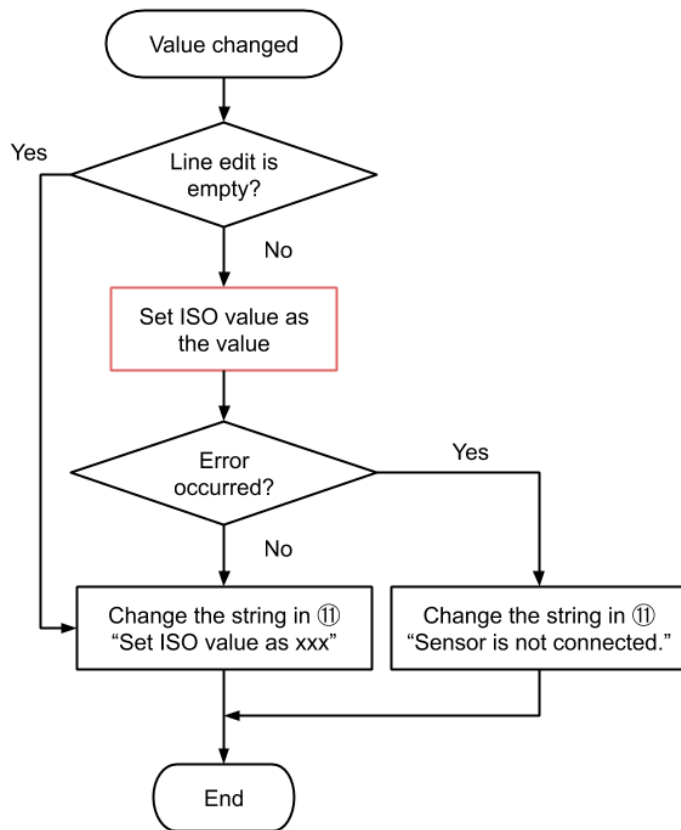 Value changed
Yes
Line edit is
empty?
No
Set ISO value as
the value
Error
occurred?
Yes
No
Change the string in ⑪
“Set ISO value as xxx”
Change the string in ⑪
“Sensor is not connected.”
End